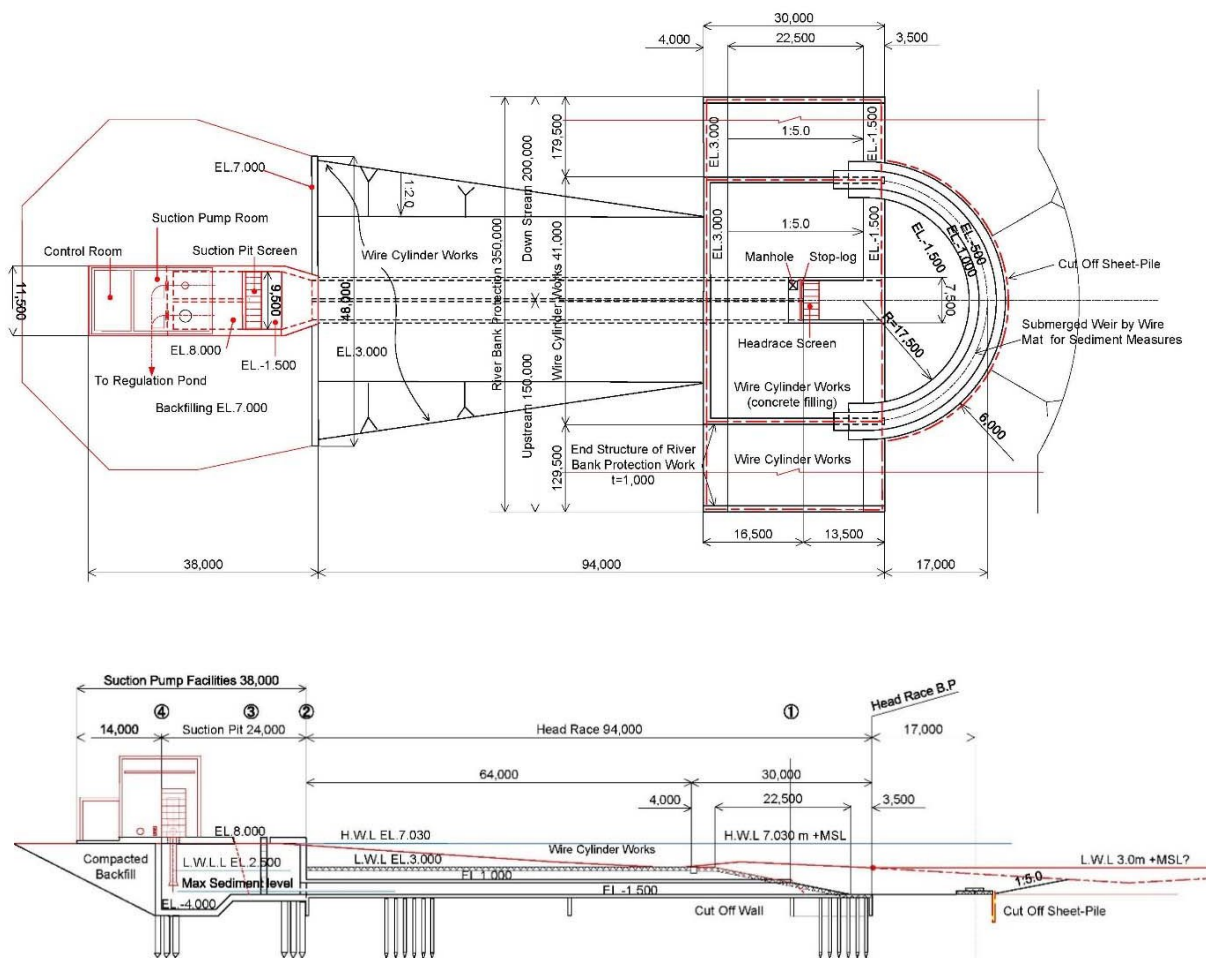 30,000
4,000
22,500
3,500
EL.7.000
Suction Pump Room
Suction Pit Screen
Control Room
11,500
9,500
48,000
EL.8.000
EL.-1.500
EL.3.000
To Regulation Pond
Backfilling EL.7.000
1:2.0
Wire Cylinder Works
River Bank Protection 350,000
Down Stream 200,000
Upstream 150,000
179,500
Wire Cylinder Works 41,000
129,500
EL.3.000
1:5.0
EL.-1.500
EL.3.000
1:5.0
EL.-1.500
Manhole
Stop-log
Headrace Screen
7,500
R=17.500
EL.-1.500
EL.-1.000
EL.-500
Cut Off Sheet-Pile
Submerged Weir by Wire
Mat for Sediment Measures
6,000
Wire Cylinder Works
(concrete filling)
End Structure of River
Bank Protection Work
t=1,000
Wire Cylinder Works
16,500
13,500
38,000
94,000
17,000
Suction Pump Facilities 38,000
④
③
②
①
Head Race B.P
14,000
Suction Pit 24,000
Head Race 94,000
17,000
64,000
30,000
4,000
22,500
3,500
EL.8.000
H.W.L EL.7.030
H.W.L 7.030 m +MSL
Wire Cylinder Works
Compacted
Backfill
L.W.L.L EL.2.500
L.W.L EL.3.000
L.W.L 3.0m +MSL?
EL.1.000
Max Sediment level
EL.-1.500
1:5.0
EL.-4.000
Cut Off Wall
Cut Off Sheet-Pile